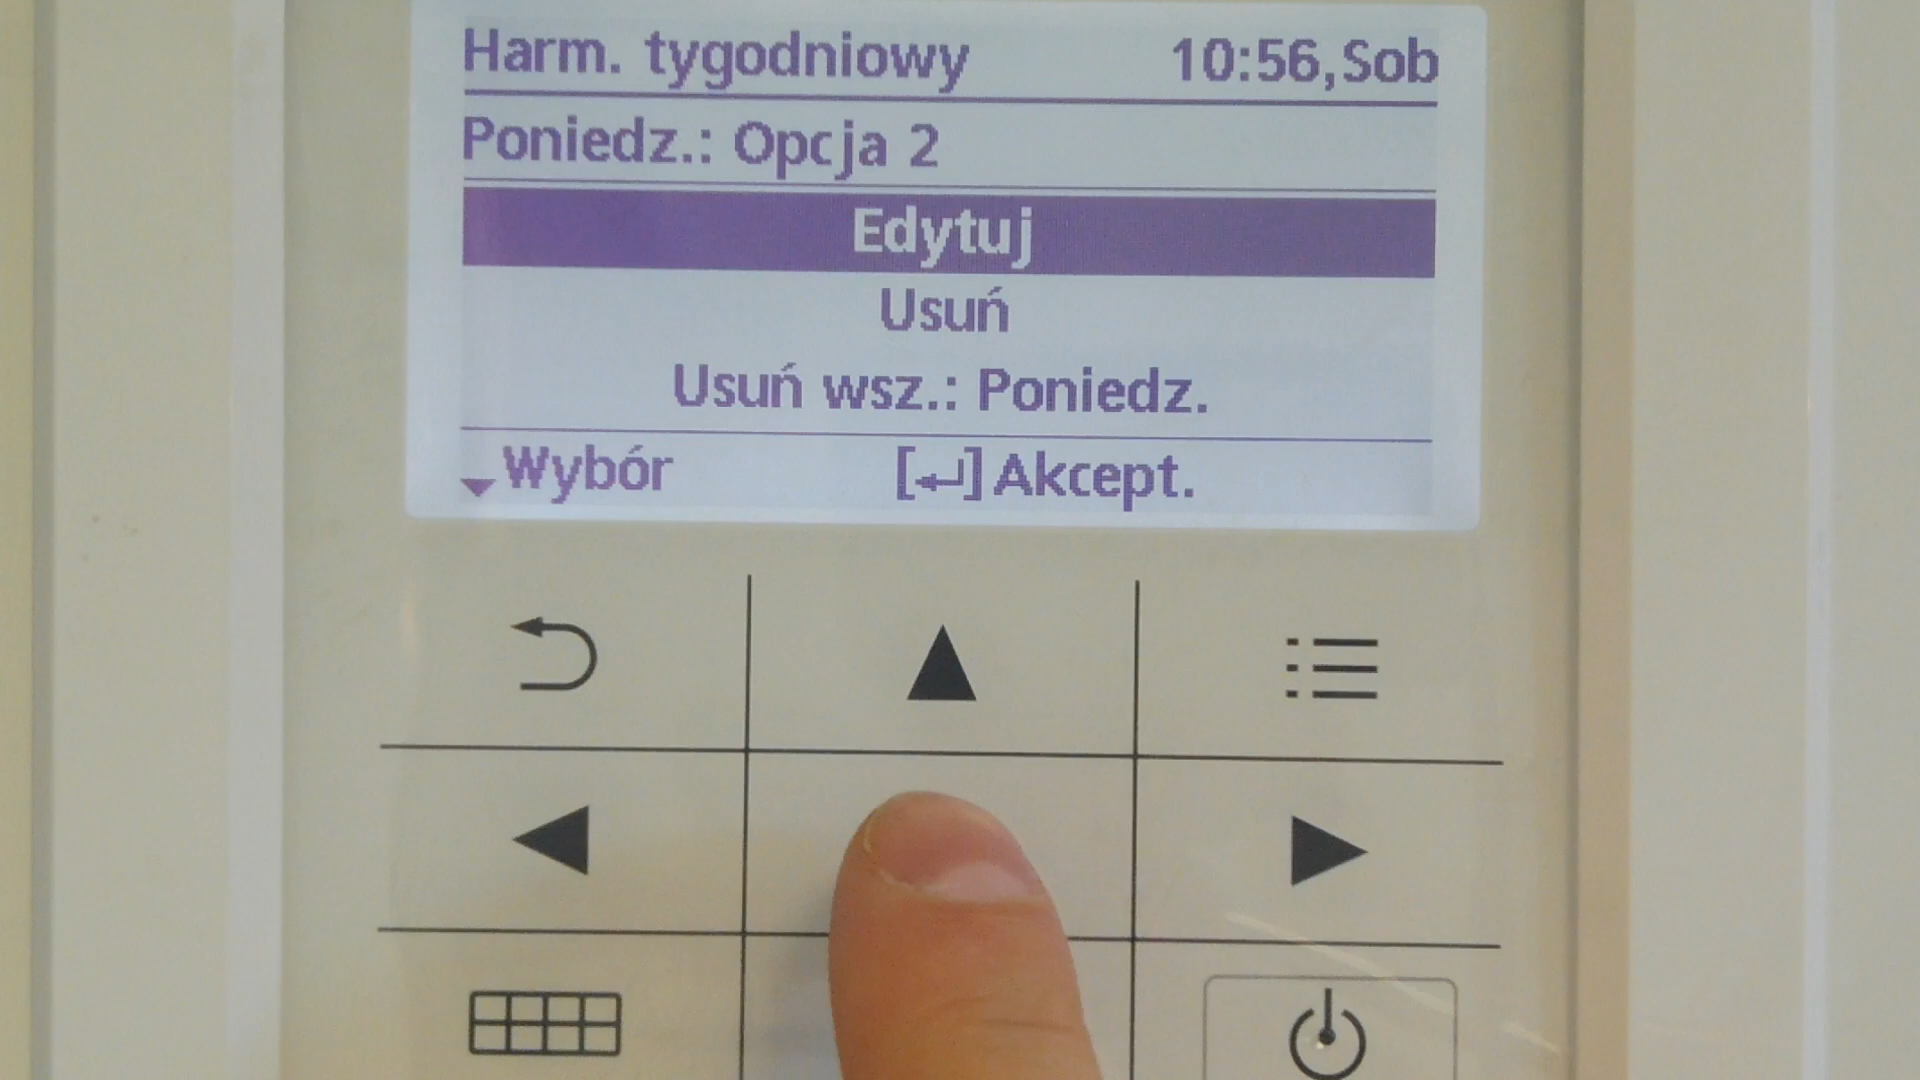 Harm. tygodniowy 10:56,Sob
Poniedz.: Opcja 2
Edytuj
Usuń
Usuń wsz.: Poniedz.
Wybór [↵]Akcept.